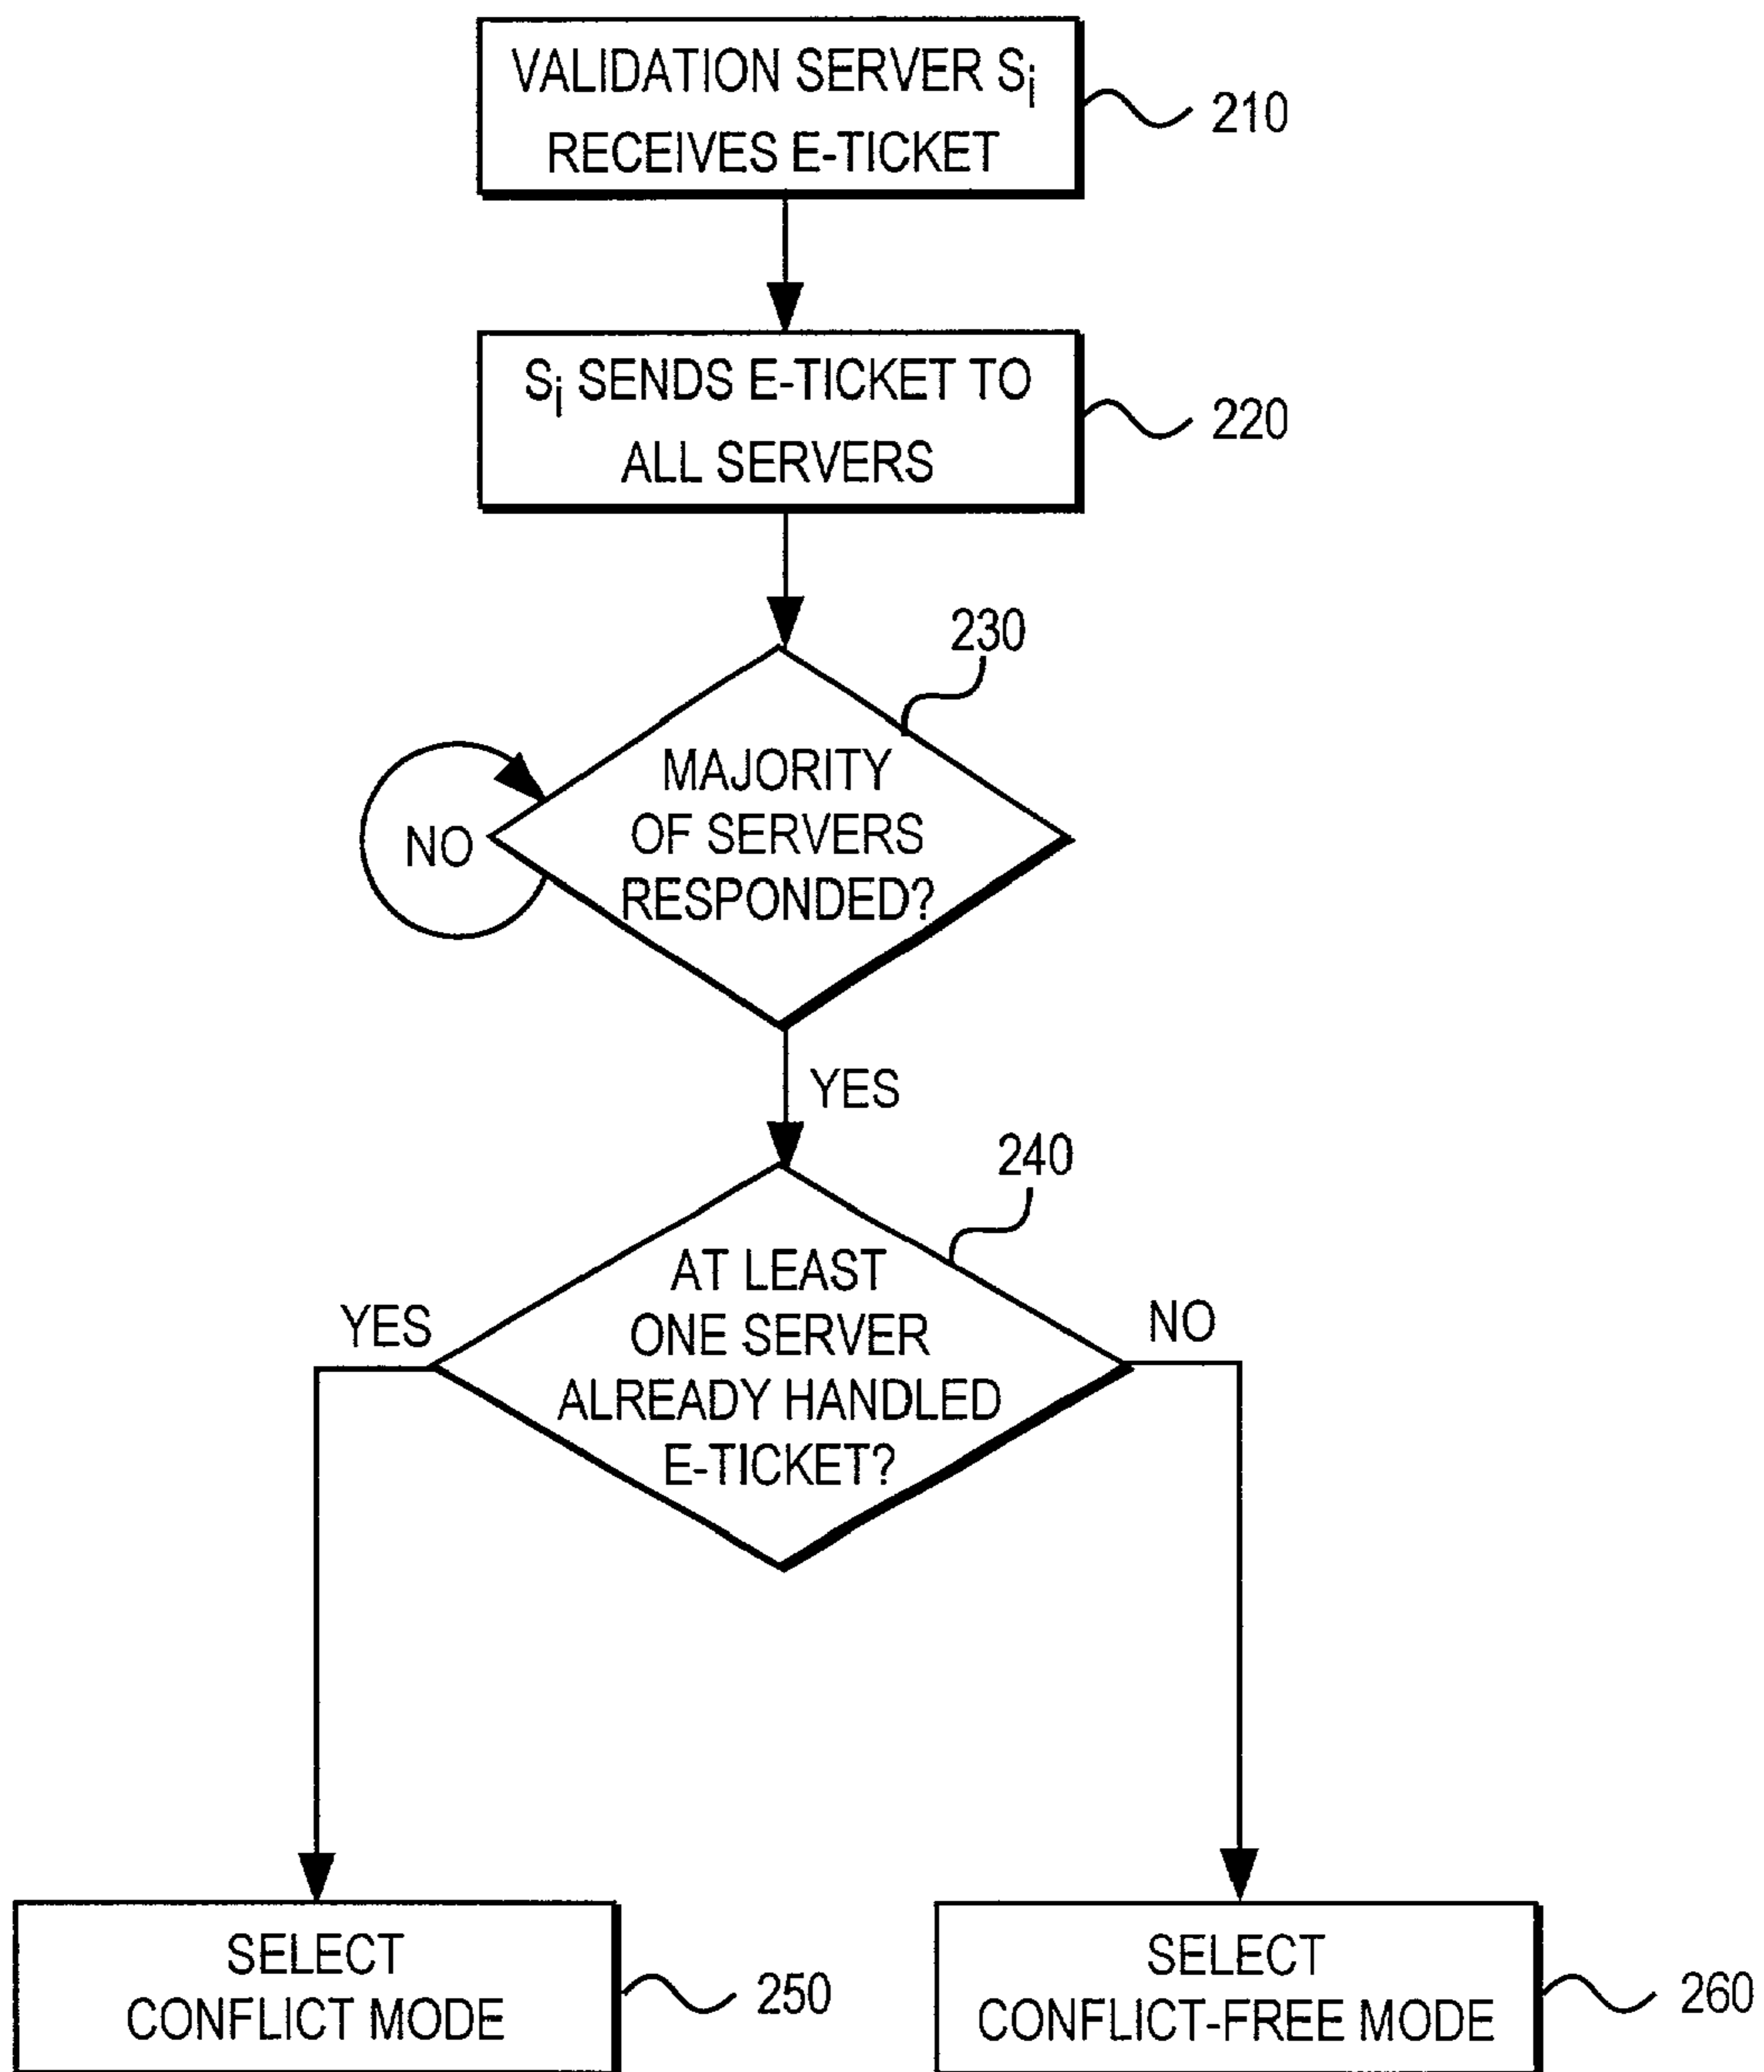 VALIDATION SERVER Si
RECEIVES E-TICKET
210
Si SENDS E-TICKET TO
ALL SERVERS
220
230
MAJORITY
OF SERVERS
RESPONDED?
NO
YES
240
AT LEAST
ONE SERVER
ALREADY HANDLED
E-TICKET?
YES
NO
SELECT
CONFLICT MODE
250
SELECT
CONFLICT-FREE MODE
260